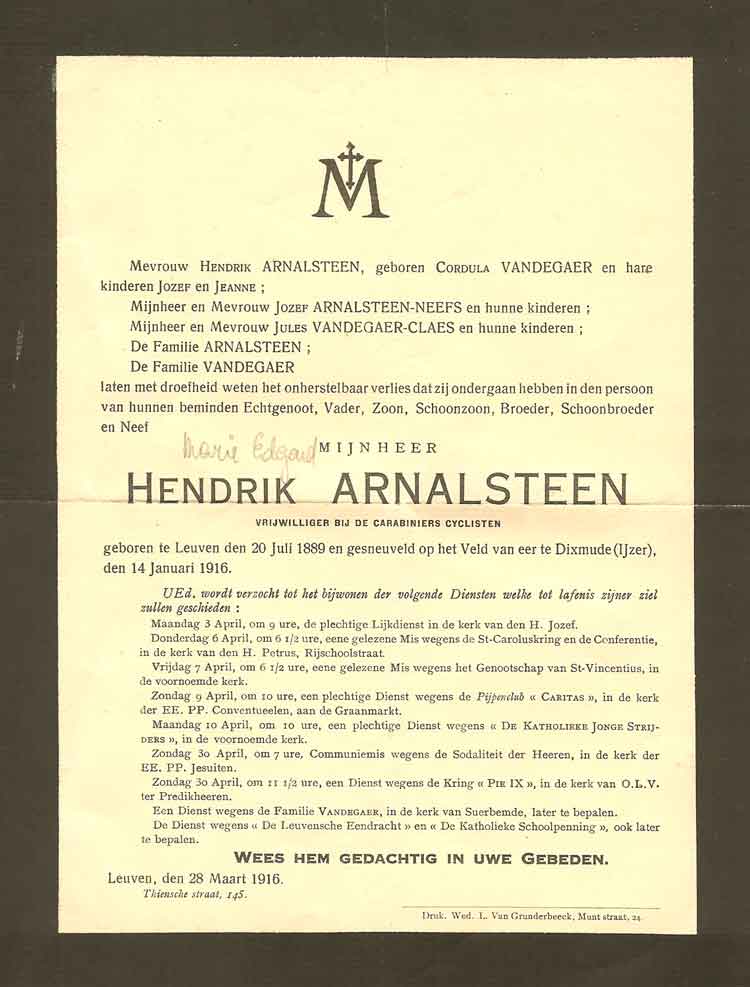 M
Mevrouw HENDRIK ARNALSTEEN, geboren CORDULA VANDEGAER en hare
kinderen JOZEF en JEANNE ;
Mijnheer en Mevrouw JOZEF ARNALSTEEN-NEEFS en hunne kinderen ;
Mijnheer en Mevrouw JULES VANDEGAER-CLAES en hunne kinderen ;
De Familie ARNALSTEEN ;
De Familie VANDEGAER
laten met droefheid weten het onherstelbaar verlies dat zij ondergaan hebben in den persoon
van hunnen beminden Echtgenoot, Vader, Zoon, Schoonzoon, Broeder, Schoonbroeder
en Neef
Marie Edgard MIJNHEER
HENDRIK ARNALSTEEN
VRIJWILLIGER BIJ DE CARABINIERS CYCLISTEN
geboren te Leuven den 20 Juli 1889 en gesneuveld op het Veld van eer te Dixmude (IJzer),
den 14 Januari 1916.
UEd. wordt verzocht tot het bijwonen der volgende Diensten welke tot lafenis zijner ziel
zullen geschieden :
Maandag 3 April, om 9 ure, de plechtige Lijkdienst in de kerk van den H. Jozef.
Donderdag 6 April, om 6 1/2 ure, eene gelezene Mis wegens de St-Caroluskring en de Conferentie,
in de kerk van den H. Petrus, Rijschoolstraat.
Vrijdag 7 April, om 6 1/2 ure, eene gelezene Mis wegens het Genootschap van St-Vincentius, in
de voornoemde kerk.
Zondag 9 April, om 10 ure, een plechtige Dienst wegens de Pijpenclub « CARITAS », in de kerk
der EE. PP. Conventueelen, aan de Graanmarkt.
Maandag 10 April, om 10 ure, een plechtige Dienst wegens « DE KATHOLIEKE JONGE STRIJ-
DERS », in de voornoemde kerk.
Zondag 30 April, om 7 ure, Communiemis wegens de Sodaliteit der Heeren, in de kerk der
EE. PP. Jesuiten.
Zondag 30 April, om 11 1/2 ure, een Dienst wegens de Kring « PIE IX », in de kerk van O.L.V.
ter Predikheeren.
Een Dienst wegens de Familie VANDEGAER, in de kerk van Suerbemde, later te bepalen.
De Dienst wegens « De Leuvensche Eendracht » en « De Katholieke Schoolpenning », ook later
te bepalen.
WEES HEM GEDACHTIG IN UWE GEBEDEN.
Leuven, den 28 Maart 1916.
Thiensche straat, 145.
Druk. Wed. L. Van Grunderbeeck, Munt straat, 24.